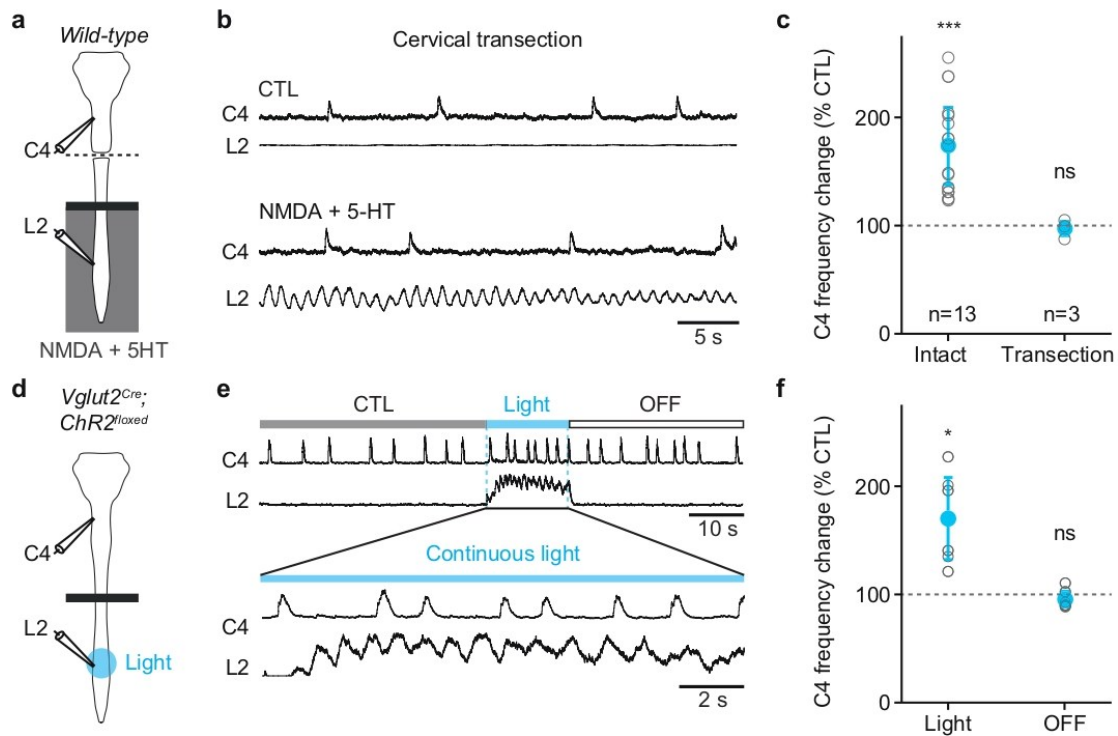 a
Wild-type
C4
L2
NMDA + 5HT
b
Cervical transection
CTL
C4
L2
NMDA + 5-HT
C4
L2
5 s
c
C4 frequency change (% CTL)
200
100
0
***
ns
n=13
n=3
Intact
Transection
d
Vglut2Cre;
ChR2floxed
C4
L2
Light
e
CTL
Light
OFF
C4
L2
10 s
Continuous light
C4
L2
2 s
f
C4 frequency change (% CTL)
200
100
0
*
ns
Light
OFF